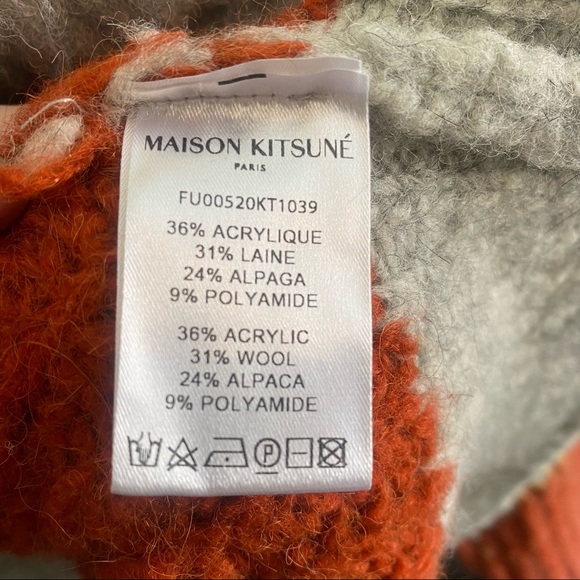 MAISON KITSUNÉ
PARIS
FU00520KT1039
36% ACRYLIQUE
31% LAINE
24% ALPAGA
9% POLYAMIDE
36% ACRYLIC
31% WOOL
24% ALPACA
9% POLYAMIDE
P